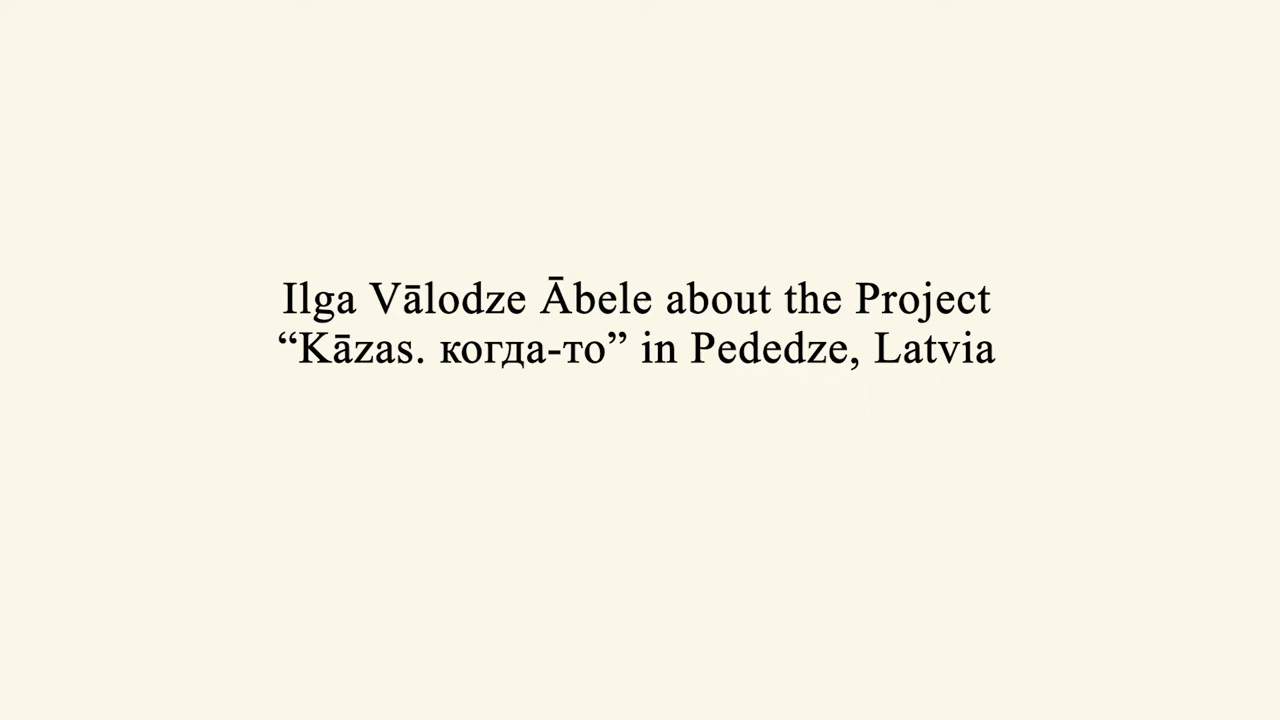 Ilga Vālodze Ābele about the Project
“Kāzas. когда-то” in Pededze, Latvia